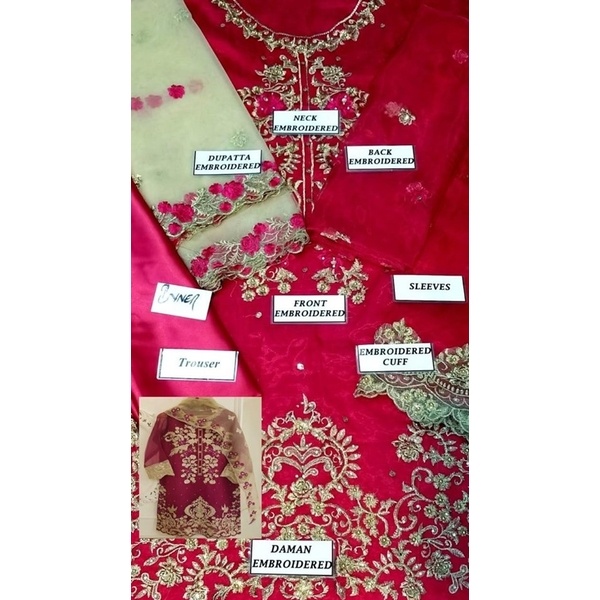 NECK
EMBROIDERED
DUPATTA
EMBROIDERED
BACK
EMBROIDERED
SLEEVES
INNER
FRONT
EMBROIDERED
Trouser
EMBROIDERED
CUFF
DAMAN
EMBROIDERED